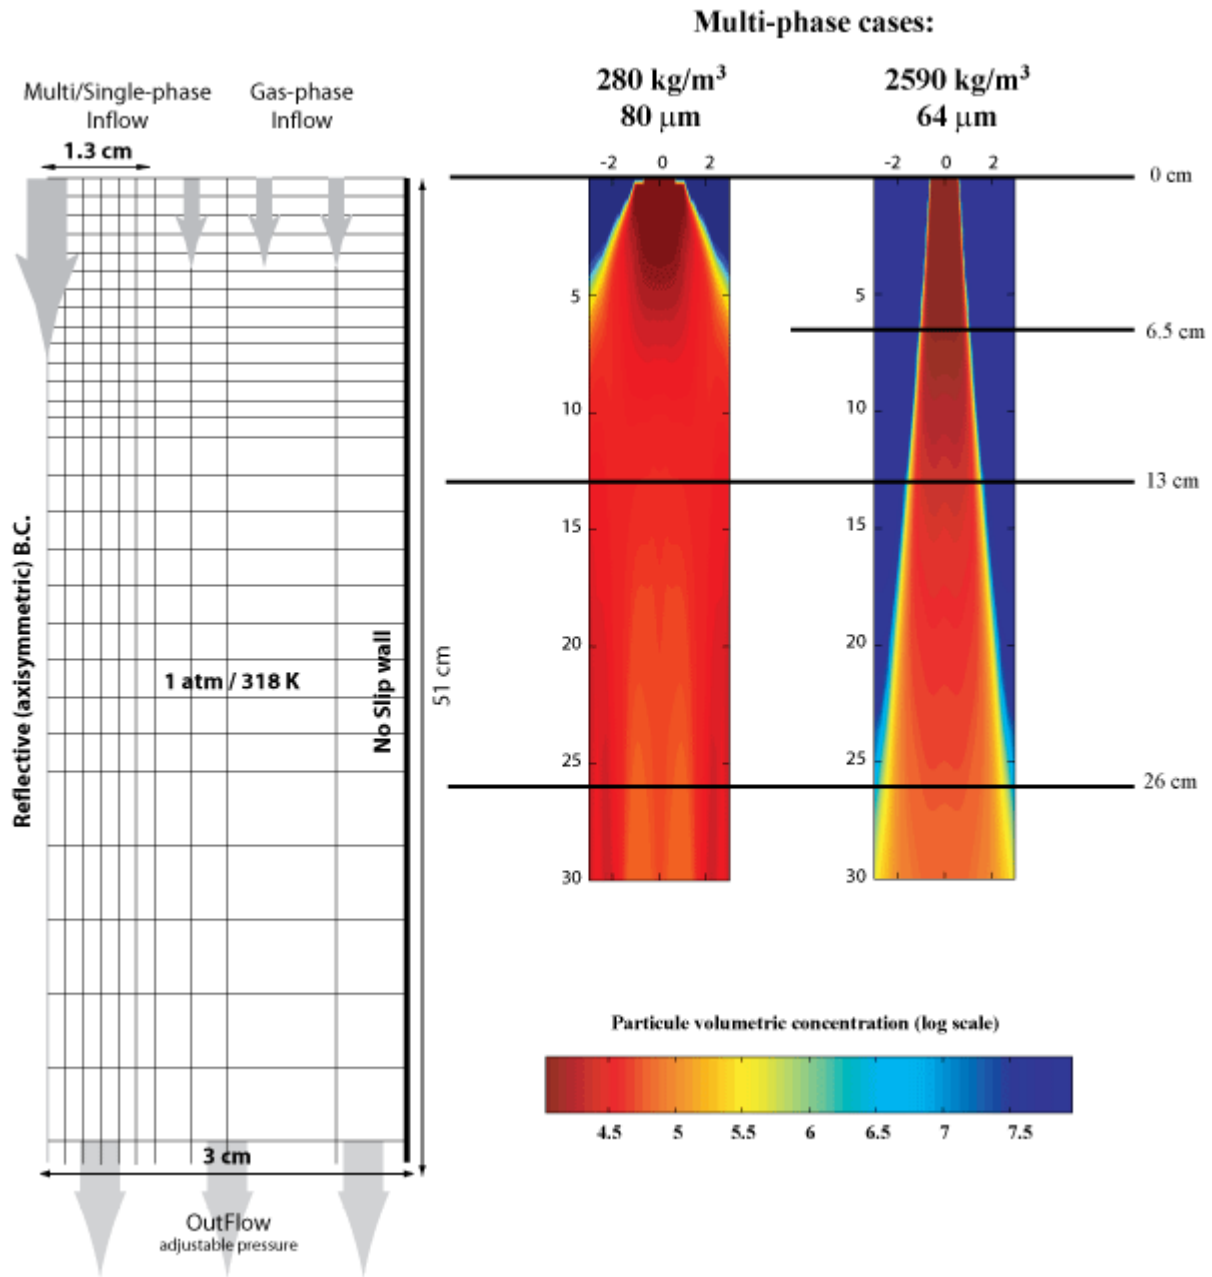 Multi-phase cases:
280 kg/m³
80 μm
2590 kg/m³
64 μm
Multi/Single-phase
Inflow
Gas-phase
Inflow
1.3 cm
-2 0 2
-2 0 2
0 cm
5
5
6.5 cm
10
10
13 cm
15
15
20
20
25
25
26 cm
30
30
Reflective (axisymmetric) B.C.
1 atm / 318 K
No Slip wall
51 cm
3 cm
OutFlow
adjustable pressure
Particule volumetric concentration (log scale)
4.5 5 5.5 6 6.5 7 7.5